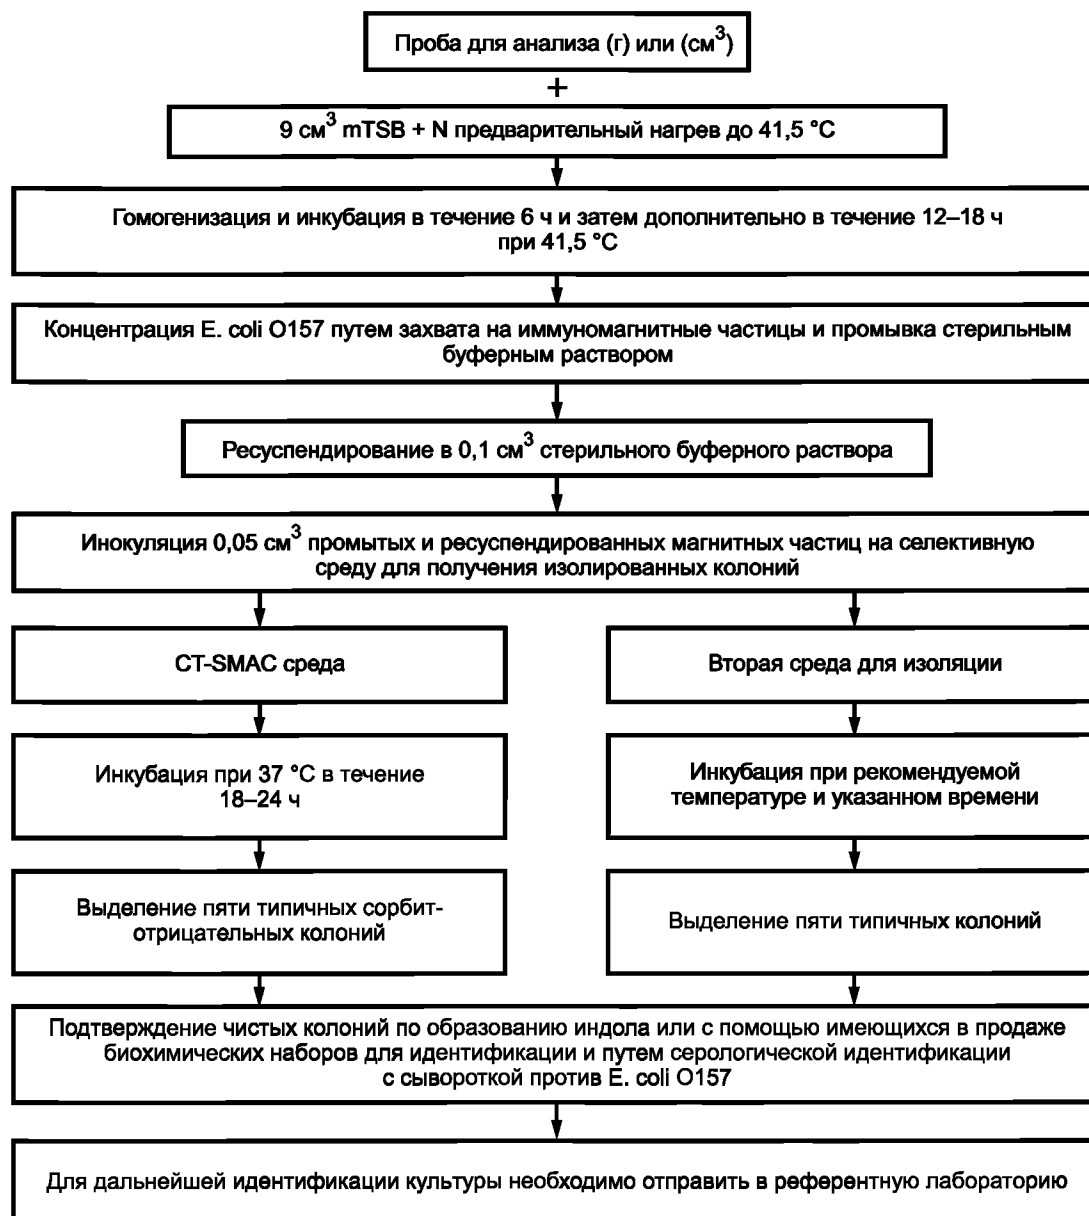 Проба для анализа (г) или (см³)
+
9 см³ mTSB + N предварительный нагрев до 41,5 °C
Гомогенизация и инкубация в течение 6 ч и затем дополнительно в течение 12–18 ч
при 41,5 °C
Концентрация E. coli O157 путем захвата на иммуномагнитные частицы и промывка стерильным
буферным раствором
Ресуспендирование в 0,1 см³ стерильного буферного раствора
Инокуляция 0,05 см³ промытых и ресуспендированных магнитных частиц на селективную
среду для получения изолированных колоний
CT-SMAC среда
Вторая среда для изоляции
Инкубация при 37 °C в течение
18–24 ч
Инкубация при рекомендуемой
температуре и указанном времени
Выделение пяти типичных сорбит-
отрицательных колоний
Выделение пяти типичных колоний
Подтверждение чистых колоний по образованию индола или с помощью имеющихся в продаже
биохимических наборов для идентификации и путем серологической идентификации
с сывороткой против E. coli O157
Для дальнейшей идентификации культуры необходимо отправить в референтную лабораторию